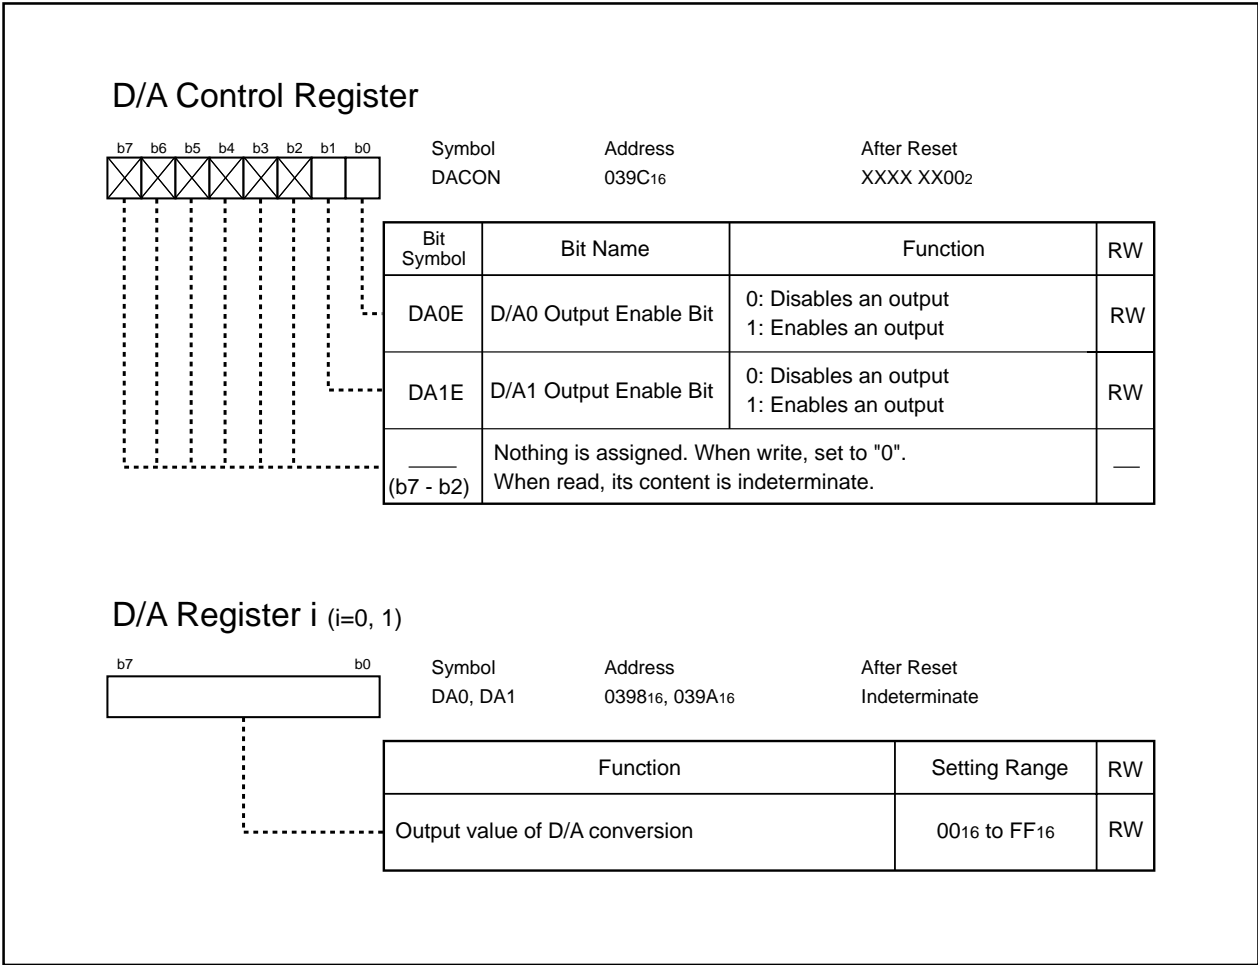 D/A Control Register
b7 b6 b5 b4 b3 b2 b1 b0
Symbol Address After Reset
DACON 039C16 XXXX XX002
Bit Symbol Bit Name Function RW
DA0E D/A0 Output Enable Bit 0: Disables an output RW
1: Enables an output
DA1E D/A1 Output Enable Bit 0: Disables an output RW
1: Enables an output
(b7 - b2) Nothing is assigned. When write, set to "0".
When read, its content is indeterminate.
D/A Register i (i=0, 1)
b7 b0
Symbol Address After Reset
DA0, DA1 039816, 039A16 Indeterminate
Function Setting Range RW
Output value of D/A conversion 0016 to FF16 RW